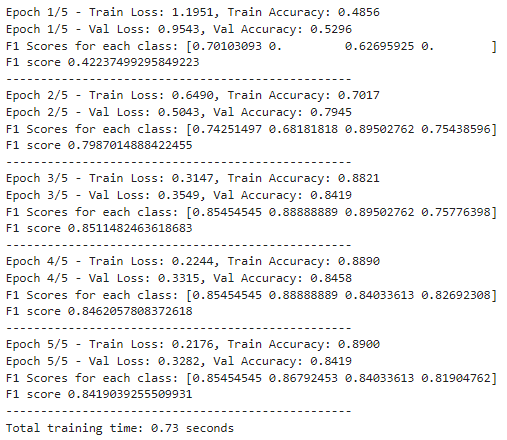 Epoch 1/5 - Train Loss: 1.1951, Train Accuracy: 0.4856
Epoch 1/5 - Val Loss: 0.9543, Val Accuracy: 0.5296
F1 Scores for each class: [0.70103093 0.         0.62695925 0.        ]
F1 score 0.42237499295849223
--------------------------------------------------
Epoch 2/5 - Train Loss: 0.6490, Train Accuracy: 0.7017
Epoch 2/5 - Val Loss: 0.5043, Val Accuracy: 0.7945
F1 Scores for each class: [0.74251497 0.68181818 0.89502762 0.75438596]
F1 score 0.7987014888422455
--------------------------------------------------
Epoch 3/5 - Train Loss: 0.3147, Train Accuracy: 0.8821
Epoch 3/5 - Val Loss: 0.3549, Val Accuracy: 0.8419
F1 Scores for each class: [0.85454545 0.88888889 0.89502762 0.75776398]
F1 score 0.8511482463618683
--------------------------------------------------
Epoch 4/5 - Train Loss: 0.2244, Train Accuracy: 0.8890
Epoch 4/5 - Val Loss: 0.3315, Val Accuracy: 0.8458
F1 Scores for each class: [0.85454545 0.88888889 0.84033613 0.82692308]
F1 score 0.8462057808372618
--------------------------------------------------
Epoch 5/5 - Train Loss: 0.2176, Train Accuracy: 0.8900
Epoch 5/5 - Val Loss: 0.3282, Val Accuracy: 0.8419
F1 Scores for each class: [0.85454545 0.86792453 0.84033613 0.81904762]
F1 score 0.8419039255509931
--------------------------------------------------
Total training time: 0.73 seconds